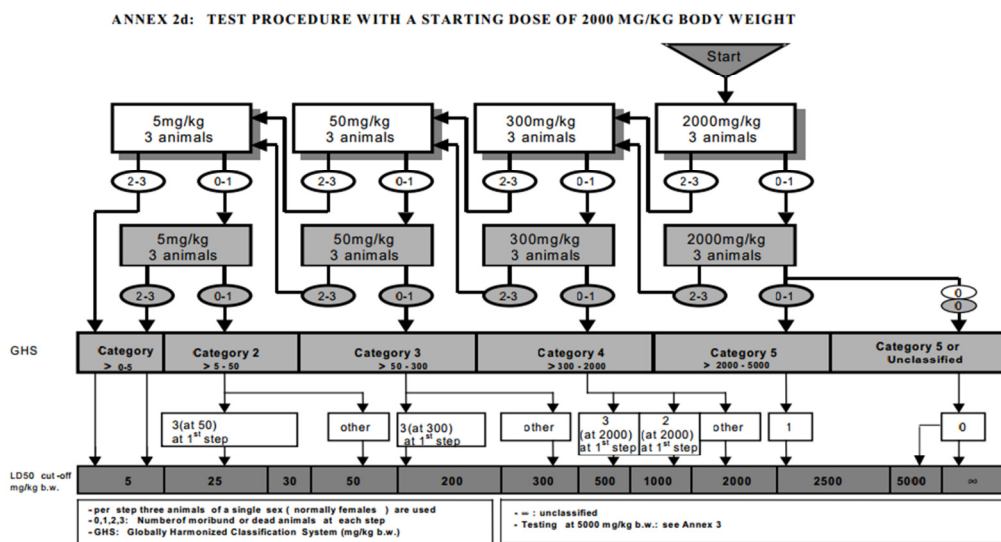 ANNEX 2d: TEST PROCEDURE WITH A STARTING DOSE OF 2000 MG/KG BODY WEIGHT
Start
5mg/kg
3 animals
50mg/kg
3 animals
300mg/kg
3 animals
2000mg/kg
3 animals
2-3
0-1
2-3
0-1
2-3
0-1
2-3
0-1
5mg/kg
3 animals
50mg/kg
3 animals
300mg/kg
3 animals
2000mg/kg
3 animals
2-3
0-1
2-3
0-1
2-3
0-1
2-3
0-1
0
0
GHS
Category
> 0-5
Category 2
> 5 - 50
Category 3
> 50 - 300
Category 4
> 300 - 2000
Category 5
> 2000 - 5000
Category 5 or
Unclassified
3(at 50)
at 1st step
other
3(at 300)
at 1st step
other
3
(at 2000)
at 1st step
2
(at 2000)
at 1st step
other
1
0
LD50 cut-off
mg/kg b.w.
5
25
30
50
200
300
500
1000
2000
2500
5000
∞
- per step three animals of a single sex ( normally females ) are used
- 0,1,2,3: Number of moribund or dead animals at each step
- GHS: Globally Harmonized Classification System (mg/kg b.w.)
- ∞ : unclassified
- Testing at 5000 mg/kg b.w.: see Annex 3